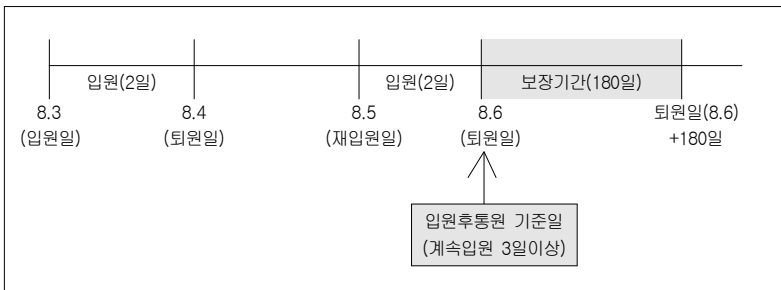 입원(2일)
입원(2일)
보장기간(180일)
8.3
(입원일)
8.4
(퇴원일)
8.5
(재입원일)
8.6
(퇴원일)
퇴원일(8.6)
+180일
입원후통원 기준일
(계속입원 3일이상)